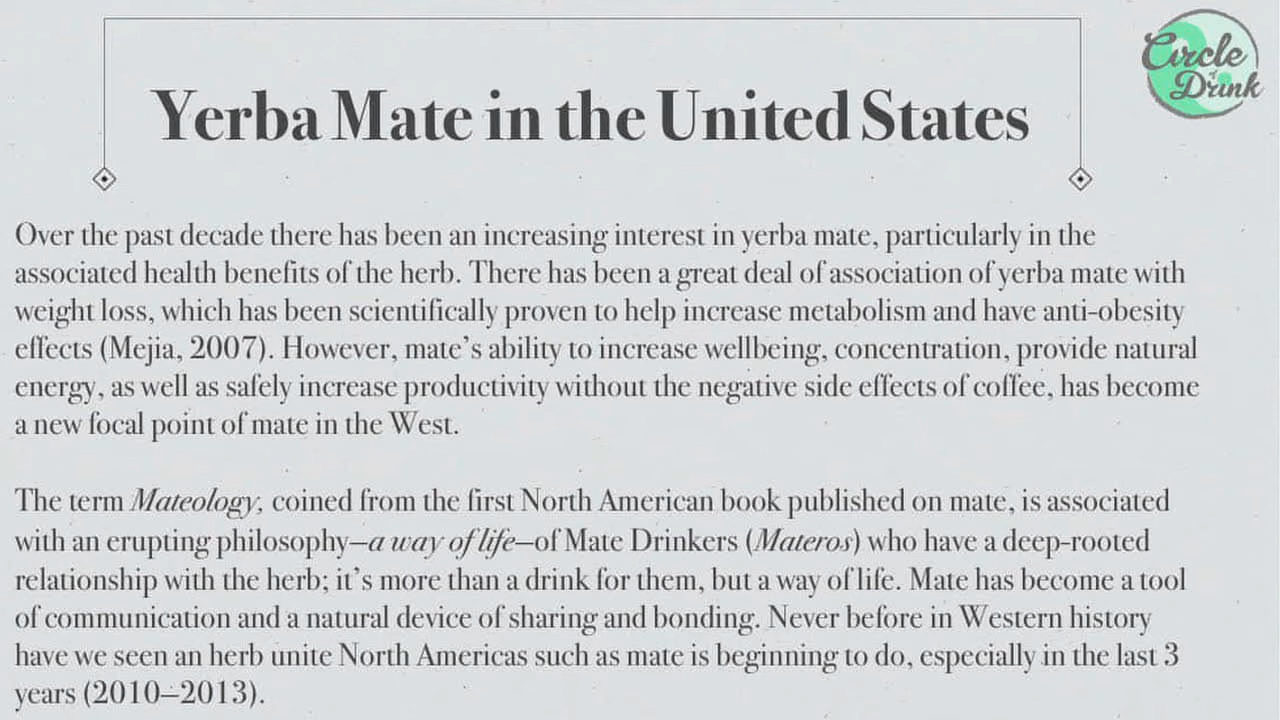 Circle
of
Drink
Yerba Mate in the United States
Over the past decade there has been an increasing interest in yerba mate, particularly in the
associated health benefits of the herb. There has been a great deal of association of yerba mate with
weight loss, which has been scientifically proven to help increase metabolism and have anti-obesity
effects (Mejia, 2007). However, mate's ability to increase wellbeing, concentration, provide natural
energy, as well as safely increase productivity without the negative side effects of coffee, has become
a new focal point of mate in the West.
The term Mateology, coined from the first North American book published on mate, is associated
with an erupting philosophy—a way of life—of Mate Drinkers (Materos) who have a deep-rooted
relationship with the herb; it's more than a drink for them, but a way of life. Mate has become a tool
of communication and a natural device of sharing and bonding. Never before in Western history
have we seen an herb unite North Americas such as mate is beginning to do, especially in the last 3
years (2010–2013).